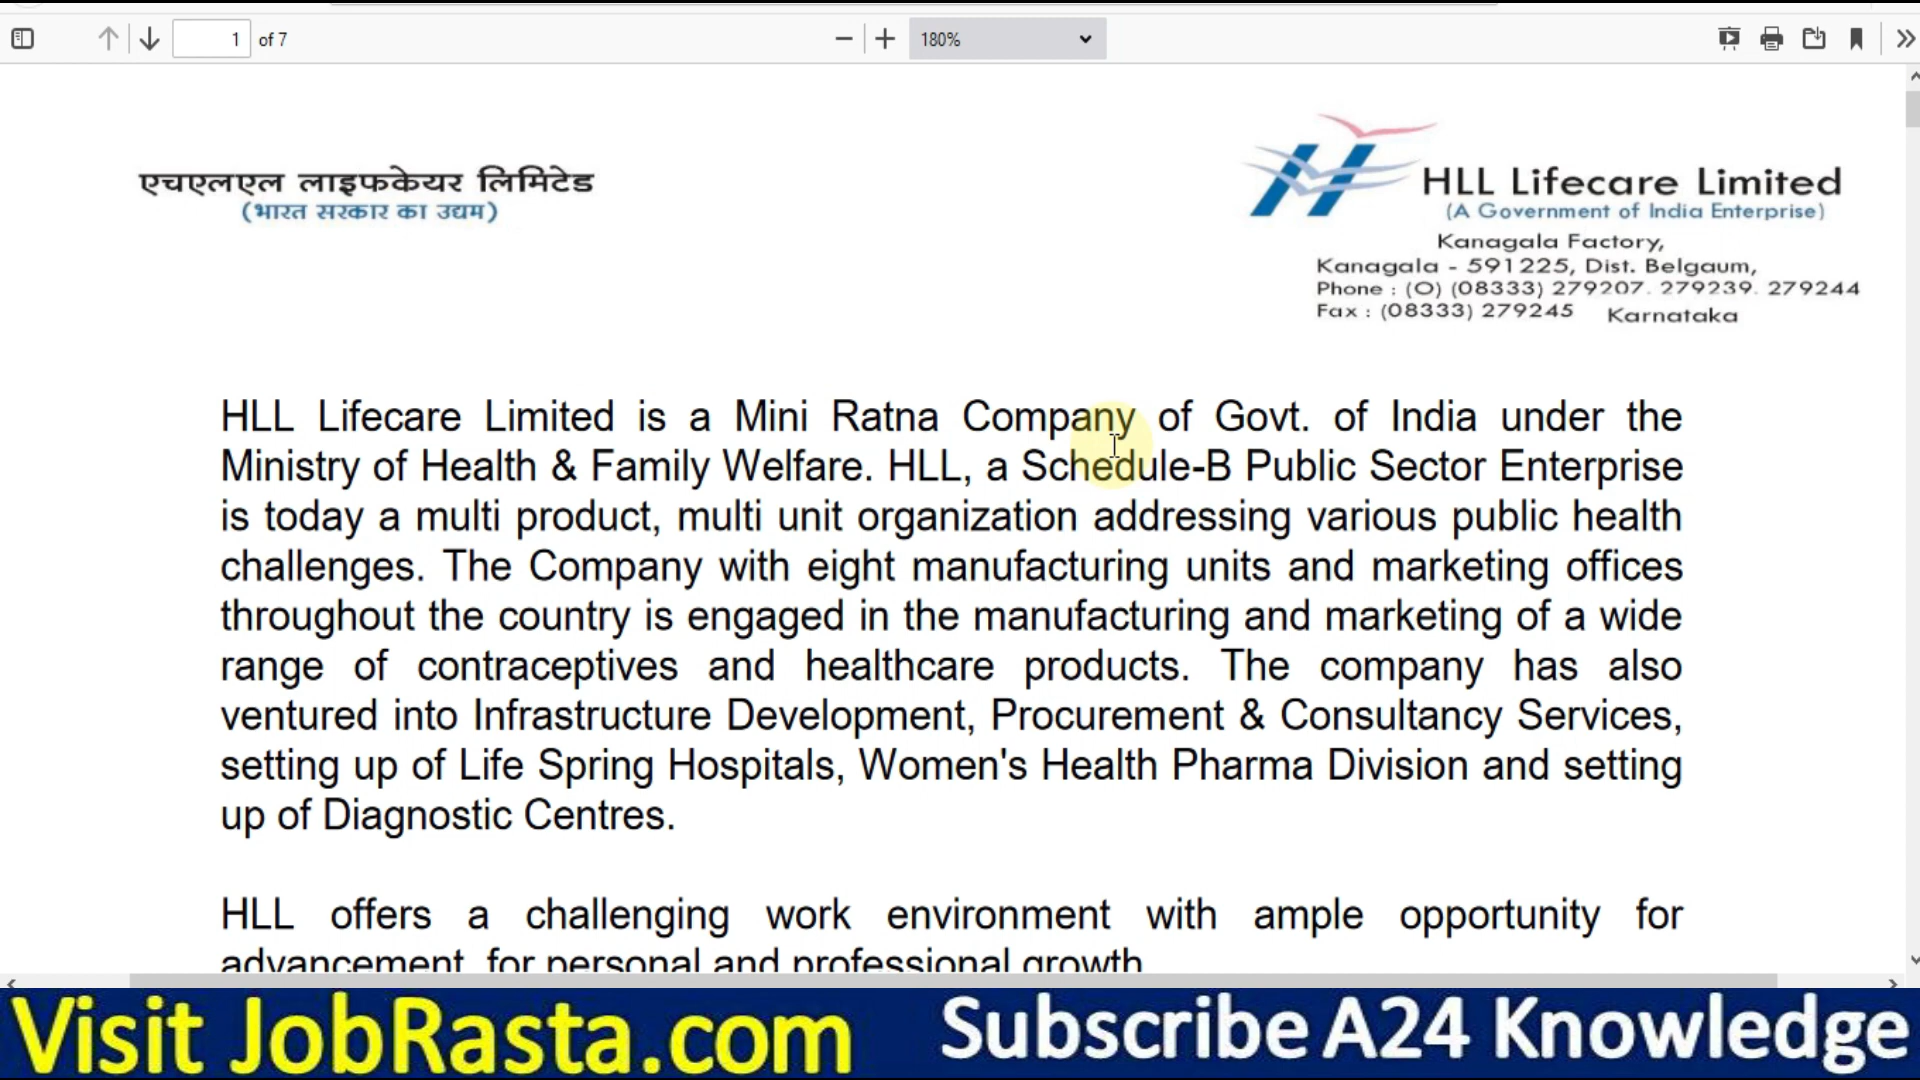 1 of 7
180%
एचएलएल लाइफकेयर लिमिटेड
(भारत सरकार का उद्यम)
HLL Lifecare Limited
(A Government of India Enterprise)
Kanagala Factory,
Kanagala - 591225, Dist. Belgaum,
Phone : (O) (08333) 279207. 279239. 279244
Fax : (08333) 279245 Karnataka
HLL Lifecare Limited is a Mini Ratna Company of Govt. of India under the
Ministry of Health & Family Welfare. HLL, a Schedule-B Public Sector Enterprise
is today a multi product, multi unit organization addressing various public health
challenges. The Company with eight manufacturing units and marketing offices
throughout the country is engaged in the manufacturing and marketing of a wide
range of contraceptives and healthcare products. The company has also
ventured into Infrastructure Development, Procurement & Consultancy Services,
setting up of Life Spring Hospitals, Women's Health Pharma Division and setting
up of Diagnostic Centres.
HLL offers a challenging work environment with ample opportunity for
advancement, for personal and professional growth
Visit JobRasta.com Subscribe A24 Knowledge